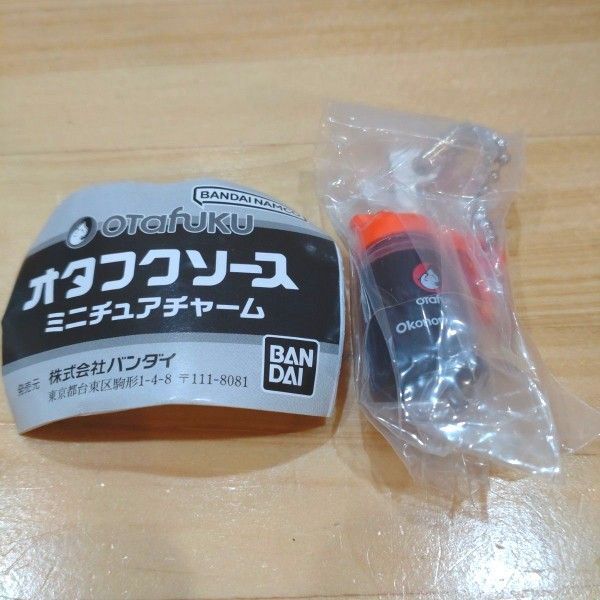 BANDAI NAMCO
OTafUKU
オタフクソース
ミニチュアチャーム
発売元 株式会社バンダイ
東京都台東区駒形1-4-8 〒111-8081
BAN
DAI